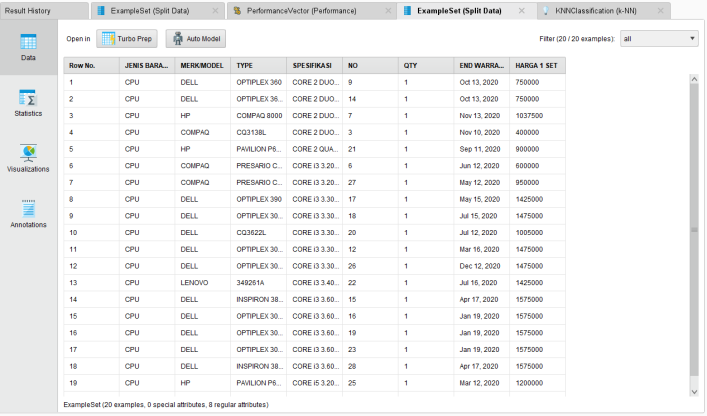 Result History ExampleSet (Split Data) PerformanceVector (Performance) ExampleSet (Split Data) KNNClassification (k-NN)
Data
Statistics
Visualizations
Annotations
Open in Turbo Prep Auto Model Filter (20 / 20 examples): all
Row No. JENIS BARA... MERK/MODEL TYPE SPESIFIKASI NO QTY END WARRA... HARGA 1 SET
1 CPU DELL OPTIPLEX 360 CORE 2 DUO... 9 1 Oct 13, 2020 750000
2 CPU DELL OPTIPLEX 36... CORE 2 DUO... 14 1 Oct 13, 2020 750000
3 CPU HP COMPAQ 8000 CORE 2 DUO... 7 1 Nov 13, 2020 1037500
4 CPU COMPAQ CQ3138L CORE 2 DUO... 3 1 Nov 10, 2020 400000
5 CPU HP PAVILION P6... CORE 2 QUA... 21 1 Sep 11, 2020 900000
6 CPU COMPAQ PRESARIO C... CORE i3 3.20... 6 1 Jun 12, 2020 600000
7 CPU COMPAQ PRESARIO C... CORE i3 3.20... 27 1 May 12, 2020 950000
8 CPU DELL OPTIPLEX 390 CORE i3 3.30... 17 1 May 15, 2020 1425000
9 CPU DELL OPTIPLEX 30... CORE i3 3.30... 18 1 Jul 15, 2020 1475000
10 CPU DELL CQ3622L CORE i3 3.30... 20 1 Jul 12, 2020 1005000
11 CPU DELL OPTIPLEX 30... CORE i3 3.30... 12 1 Mar 16, 2020 1475000
12 CPU DELL OPTIPLEX 30... CORE i3 3.30... 26 1 Dec 12, 2020 1475000
13 CPU LENOVO 349261A CORE i3 3.40... 22 1 Jul 16, 2020 1425000
14 CPU DELL INSPIRON 38... CORE i3 3.60... 15 1 Apr 17, 2020 1575000
15 CPU DELL OPTIPLEX 30... CORE i3 3.60... 16 1 Jan 19, 2020 1575000
16 CPU DELL OPTIPLEX 30... CORE i3 3.60... 19 1 Jan 19, 2020 1575000
17 CPU DELL OPTIPLEX 30... CORE i3 3.60... 23 1 Jan 19, 2020 1575000
18 CPU DELL INSPIRON 38... CORE i3 3.60... 28 1 Apr 17, 2020 1575000
19 CPU HP PAVILION P6... CORE i5 3.20... 25 1 Mar 12, 2020 1200000
ExampleSet (20 examples, 0 special attributes, 8 regular attributes)